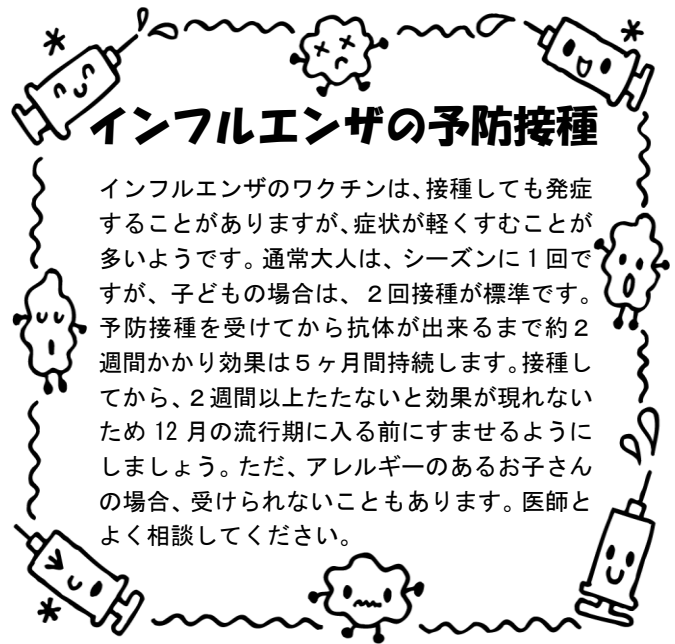 インフルエンザの予防接種
インフルエンザのワクチンは、接種しても発症
することがありますが、症状が軽くすむことが
多いようです。通常大人は、シーズンに1回で
すが、子どもの場合は、２回接種が標準です。
予防接種を受けてから抗体が出来るまで約２
週間かかり効果は５ヶ月間持続します。接種し
てから、２週間以上たたないと効果が現れない
ため 12 月の流行期に入る前にすませるように
しましょう。ただ、アレルギーのあるお子さん
の場合、受けられないこともあります。医師と
よく相談してください。